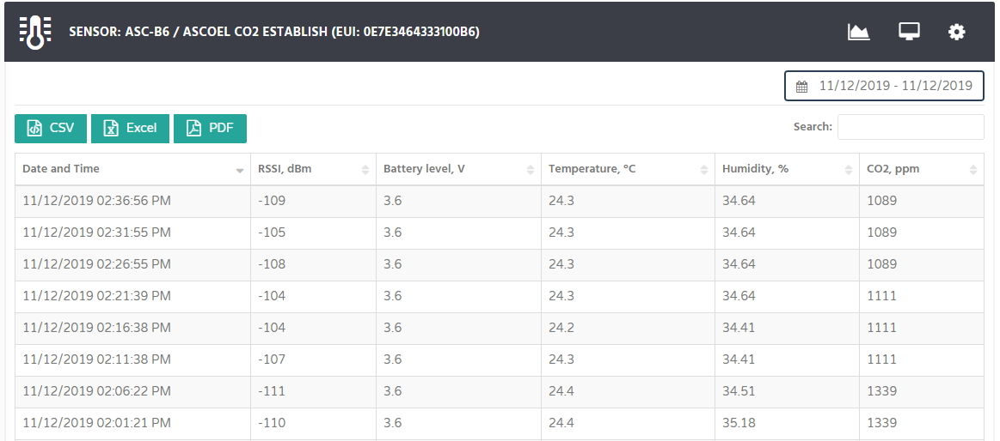 SENSOR: ASC-B6 / ASCOEL CO2 ESTABLISH (EUI: 0E7E3464333100B6)
11/12/2019 - 11/12/2019
CSV Excel PDF Search:
Date and Time RSSI, dBm Battery level, V Temperature, °C Humidity, % CO2, ppm
11/12/2019 02:36:56 PM -109 3.6 24.3 34.64 1089
11/12/2019 02:31:55 PM -105 3.6 24.3 34.64 1089
11/12/2019 02:26:55 PM -108 3.6 24.3 34.64 1089
11/12/2019 02:21:39 PM -104 3.6 24.3 34.64 1111
11/12/2019 02:16:38 PM -104 3.6 24.2 34.41 1111
11/12/2019 02:11:38 PM -107 3.6 24.3 34.41 1111
11/12/2019 02:06:22 PM -111 3.6 24.4 34.51 1339
11/12/2019 02:01:21 PM -110 3.6 24.4 35.18 1339